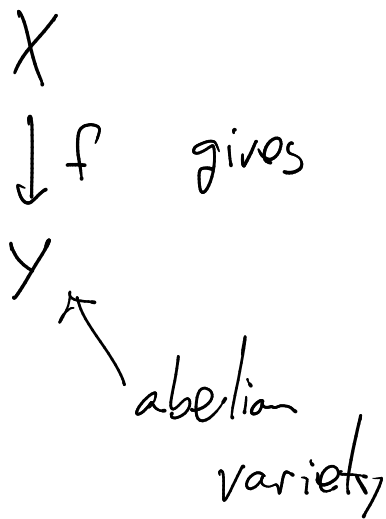 X
↓ f gives
Y
abelian
variety